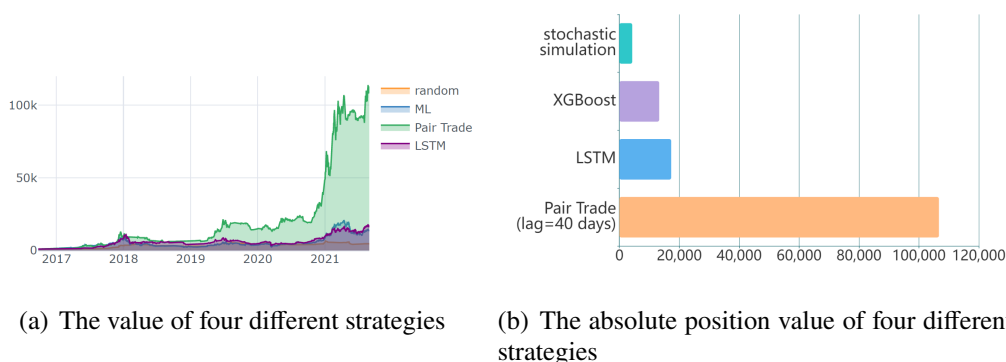 100k
50k
0
2017
2018
2019
2020
2021
random
ML
Pair Trade
LSTM
(a) The value of four different strategies
stochastic
simulation
XGBoost
LSTM
Pair Trade
(lag=40 days)
0
20,000
40,000
60,000
80,000
100,000
120,000
(b) The absolute position value of four differen
strategies